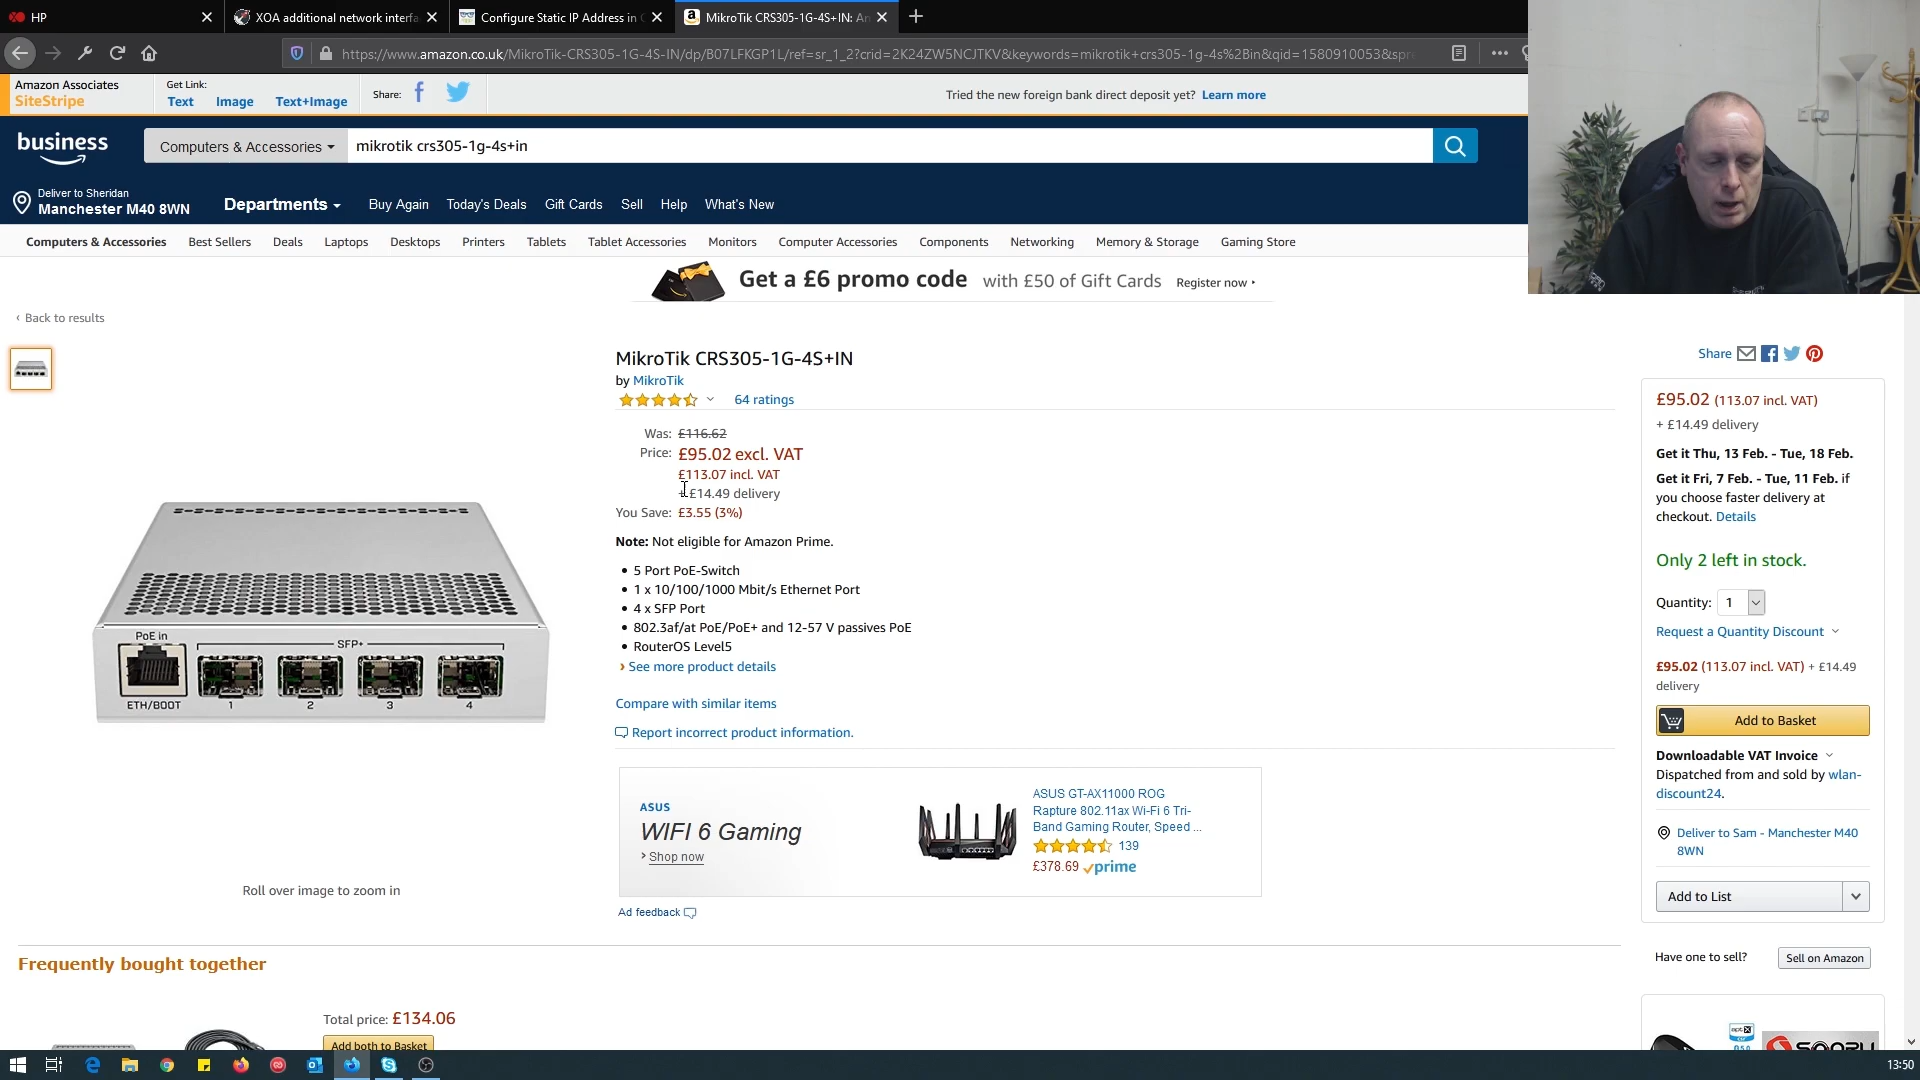 HP
XOA additional network interfa
Configure Static IP Address in
MikroTik CRS305-1G-4S+IN: Am
https://www.amazon.co.uk/MikroTik-CRS305-1G-4S-IN/dp/B07LFKGP1L/ref=sr_1_2?crid=2K24ZW5NCJTKV&keywords=mikrotik+crs305-1g-4s%2Bin&qid=1580910053&spre
Amazon Associates
SiteStripe
Get Link:
Text Image Text+Image
Share:
Tried the new foreign bank direct deposit yet? Learn more
business
Computers & Accessories
mikrotik crs305-1g-4s+in
Deliver to Sheridan
Manchester M40 8WN
Departments
Buy Again Today's Deals Gift Cards Sell Help What's New
Computers & Accessories Best Sellers Deals Laptops Desktops Printers Tablets Tablet Accessories Monitors Computer Accessories Components Networking Memory & Storage Gaming Store
Get a £6 promo code with £50 of Gift Cards Register now
‹ Back to results
MikroTik CRS305-1G-4S+IN
by MikroTik
64 ratings
Was: £116.62
Price: £95.02 excl. VAT
£113.07 incl. VAT
+ £14.49 delivery
You Save: £3.55 (3%)
Note: Not eligible for Amazon Prime.
• 5 Port PoE-Switch
• 1 x 10/100/1000 Mbit/s Ethernet Port
• 4 x SFP Port
• 802.3af/at PoE/PoE+ and 12-57 V passives PoE
• RouterOS Level5
› See more product details
Compare with similar items
Report incorrect product information.
PoE in
SFP+
ETH/BOOT 1 2 3 4
Roll over image to zoom in
ASUS
WIFI 6 Gaming
› Shop now
ASUS GT-AX11000 ROG
Rapture 802.11ax Wi-Fi 6 Tri-
Band Gaming Router, Speed ...
139
£378.69 prime
Ad feedback
Share
£95.02 (113.07 incl. VAT)
+ £14.49 delivery
Get it Thu, 13 Feb. - Tue, 18 Feb.
Get it Fri, 7 Feb. - Tue, 11 Feb. if
you choose faster delivery at
checkout. Details
Only 2 left in stock.
Quantity: 1
Request a Quantity Discount
£95.02 (113.07 incl. VAT) + £14.49
delivery
Add to Basket
Downloadable VAT Invoice
Dispatched from and sold by wlan-
discount24.
Deliver to Sam - Manchester M40
8WN
Add to List
Have one to sell? Sell on Amazon
Frequently bought together
Total price: £134.06
Add both to Basket
aptX
13:50